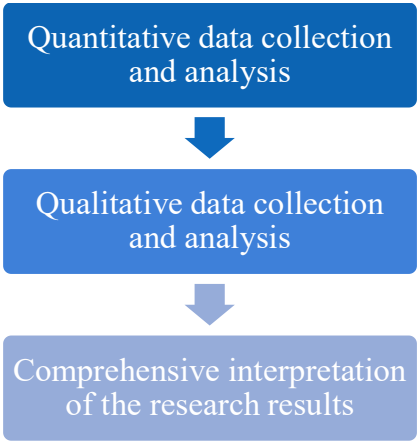 Quantitative data collection
and analysis
Qualitative data collection
and analysis
Comprehensive interpretation
of the research results